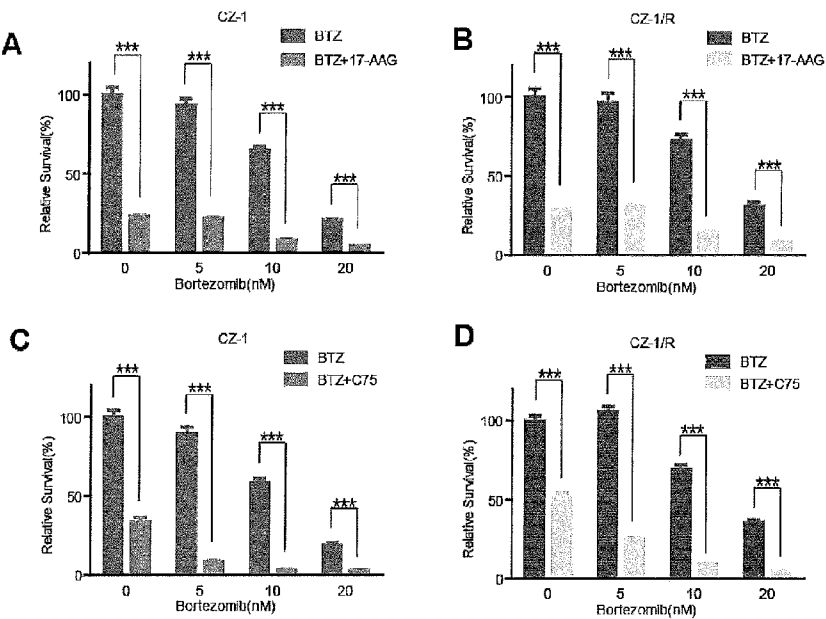 A
CZ-1
BTZ
BTZ+17-AAG
***
***
***
***
100
50
0
Relative Survival(%)
0 5 10 20
Bortezomib(nM)
B
CZ-1/R
BTZ
BTZ+17-AAG
***
***
***
***
100
50
0
Relative Survival(%)
0 5 10 20
Bortezomib(nM)
C
CZ-1
BTZ
BTZ+C75
***
***
***
***
100
50
0
Relative Survival(%)
0 5 10 20
Bortezomib(nM)
D
CZ-1/R
BTZ
BTZ+C75
***
***
***
***
100
50
0
Relative Survival(%)
0 5 10 20
Bortezomib(nM)